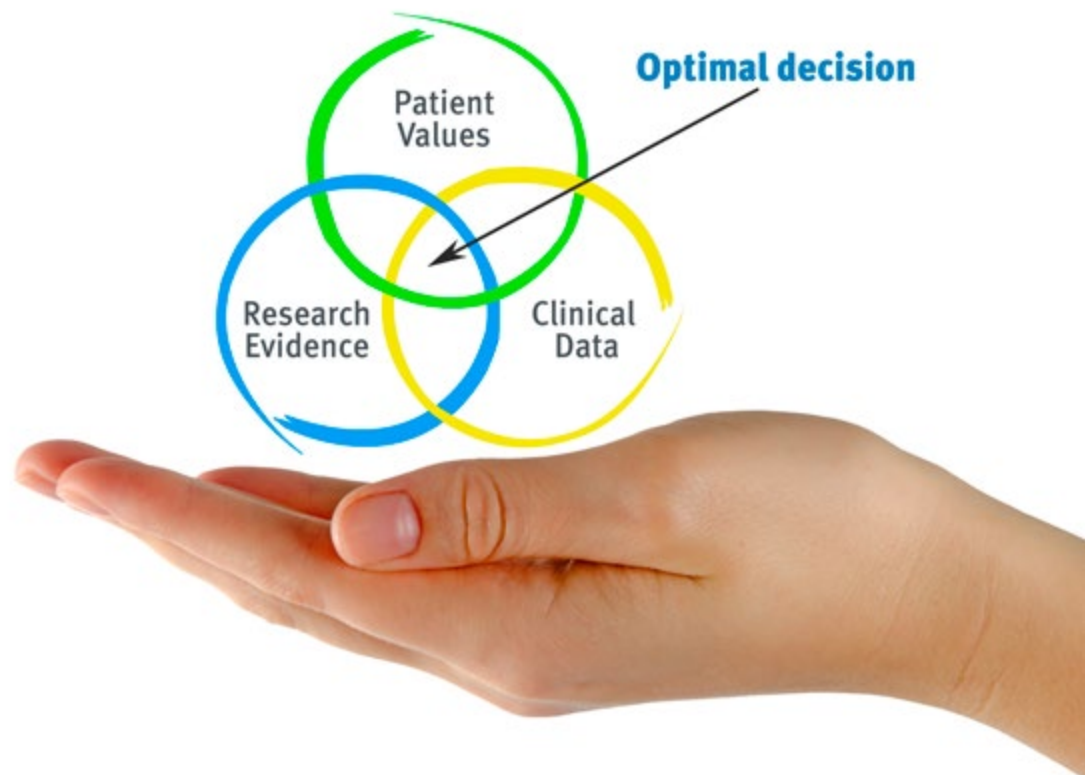 Optimal decision
Patient
Values
Research
Evidence
Clinical
Data